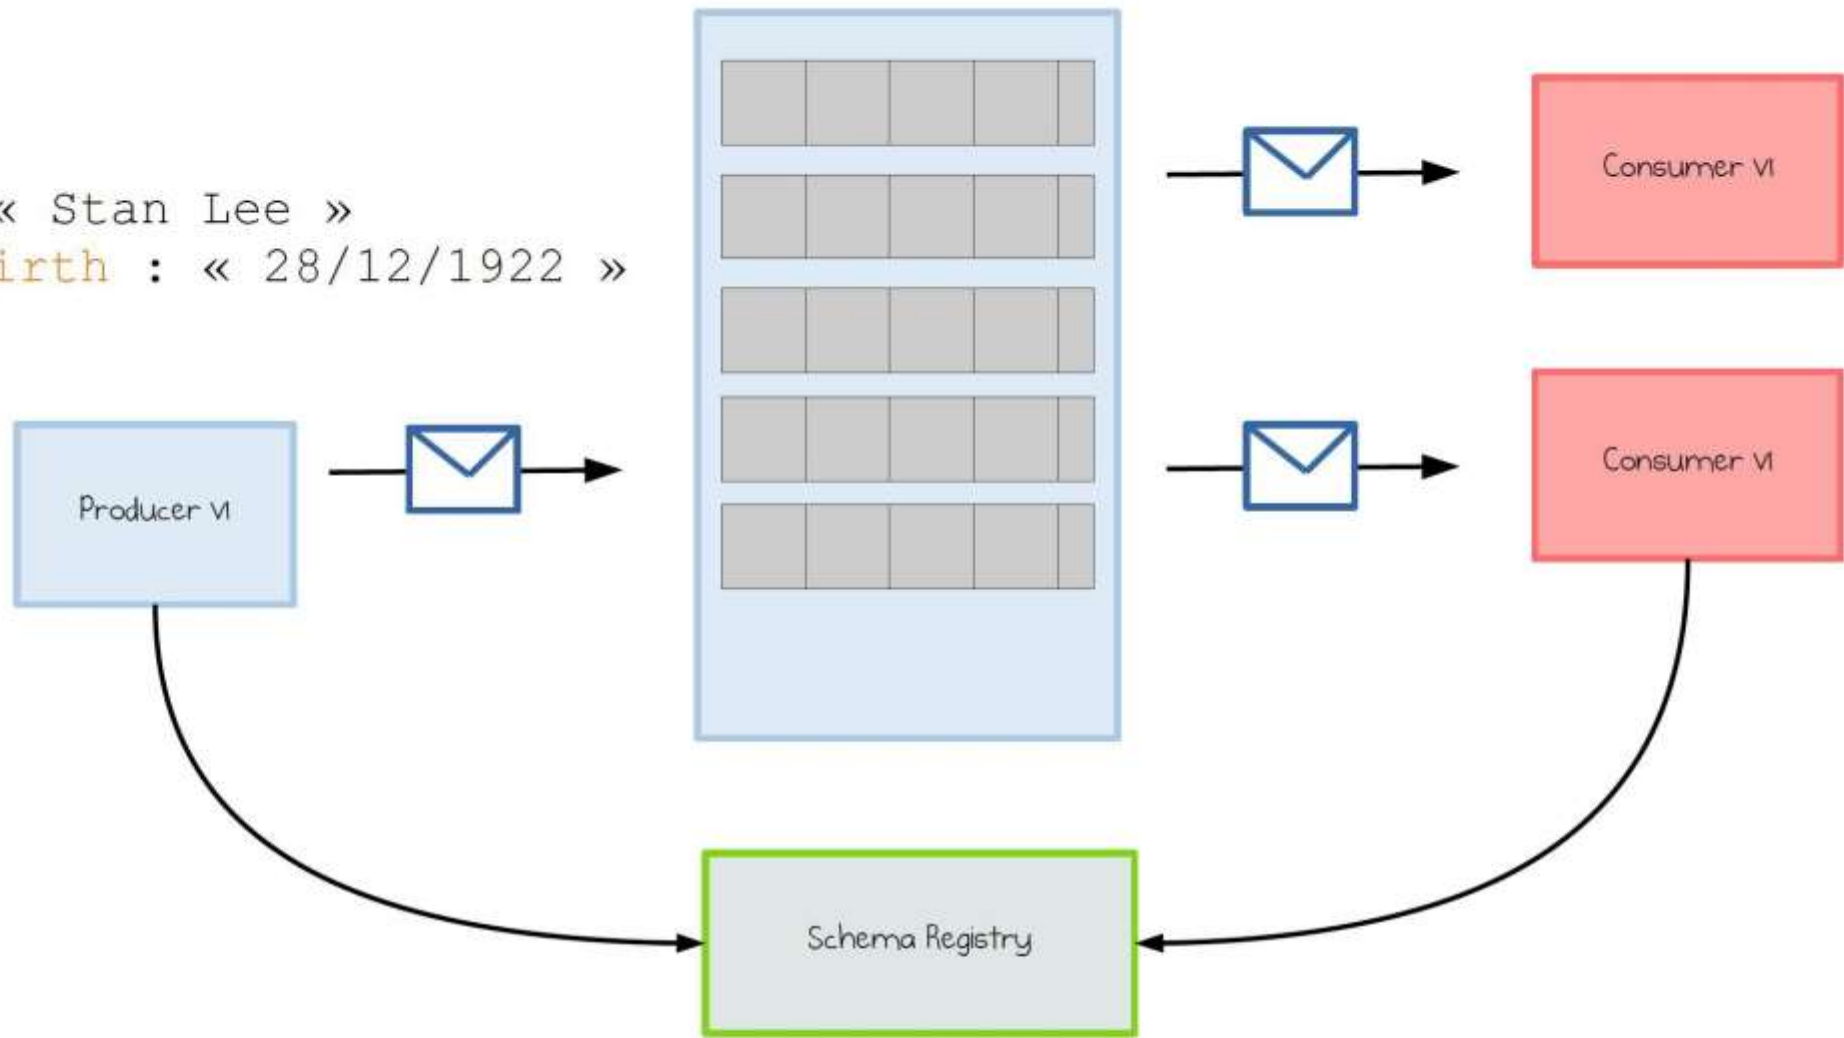 « Stan Lee »
irth : « 28/12/1922 »
Producer V1
Consumer V1
Consumer V1
Schema Registry